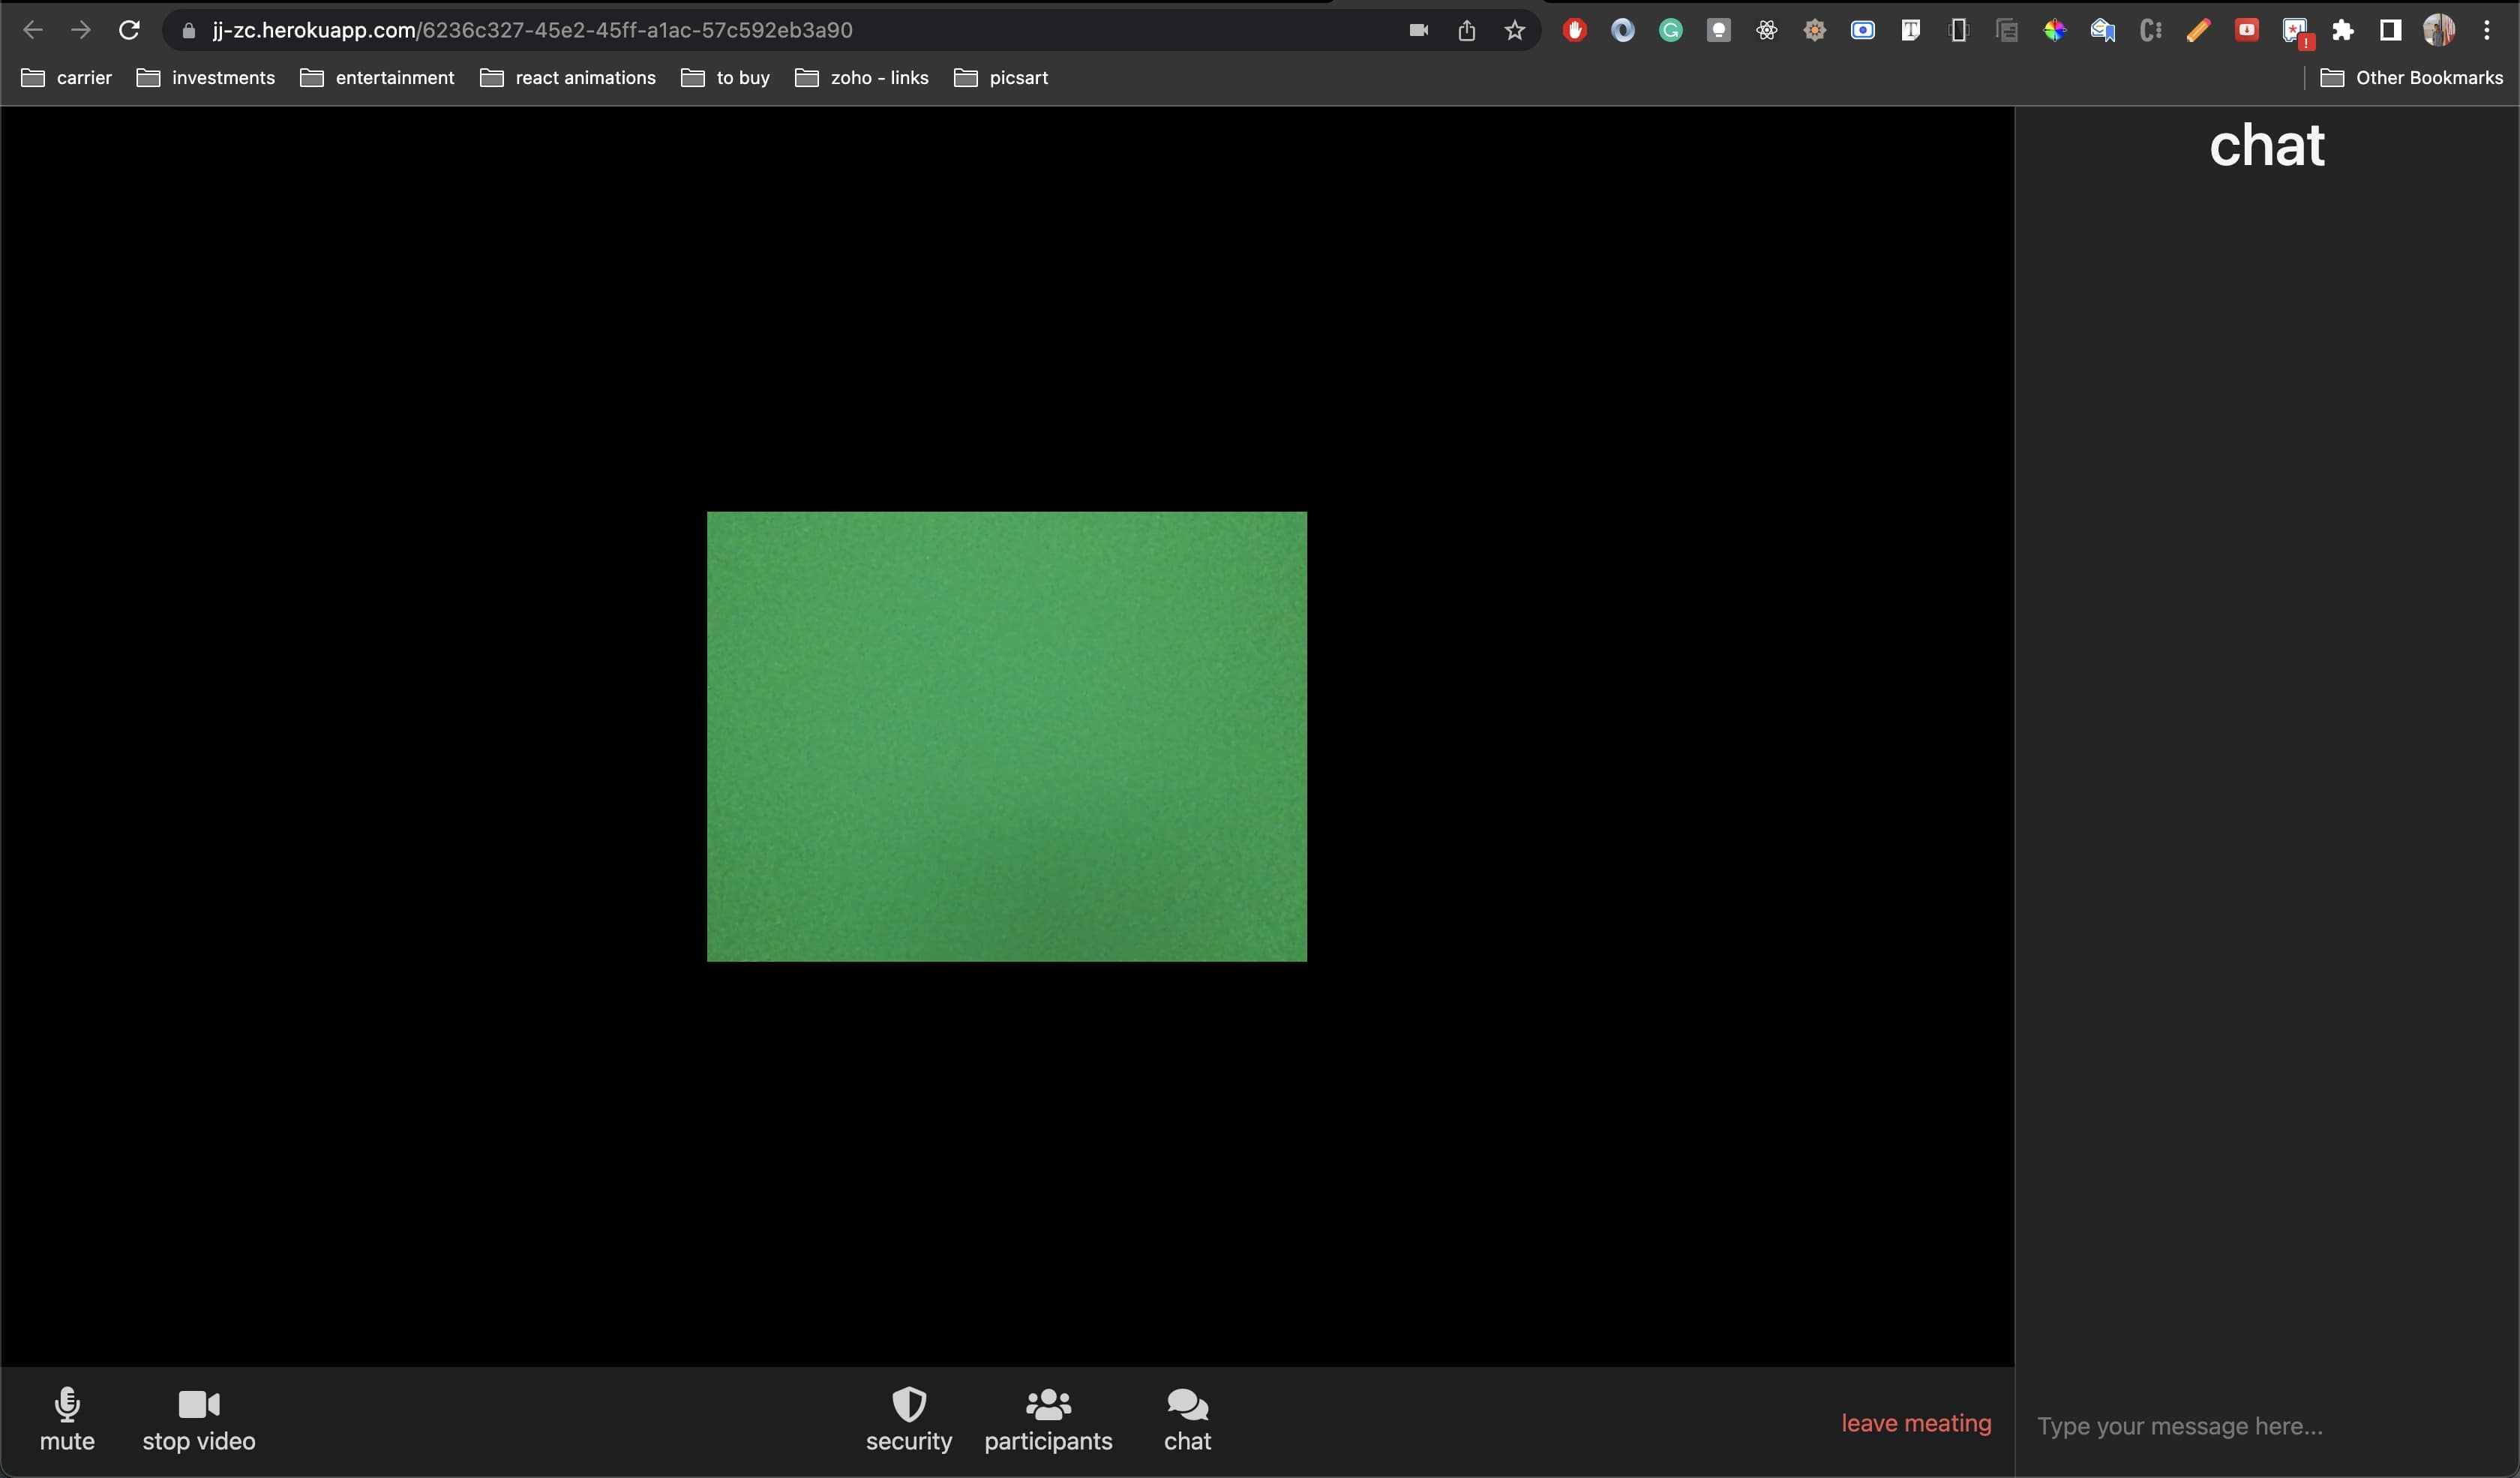 jj-zc.herokuapp.com/6236c327-45e2-45ff-a1ac-57c592eb3a90
carrier investments entertainment react animations to buy zoho - links picsart Other Bookmarks
chat
mute stop video security participants chat leave meating Type your message here...